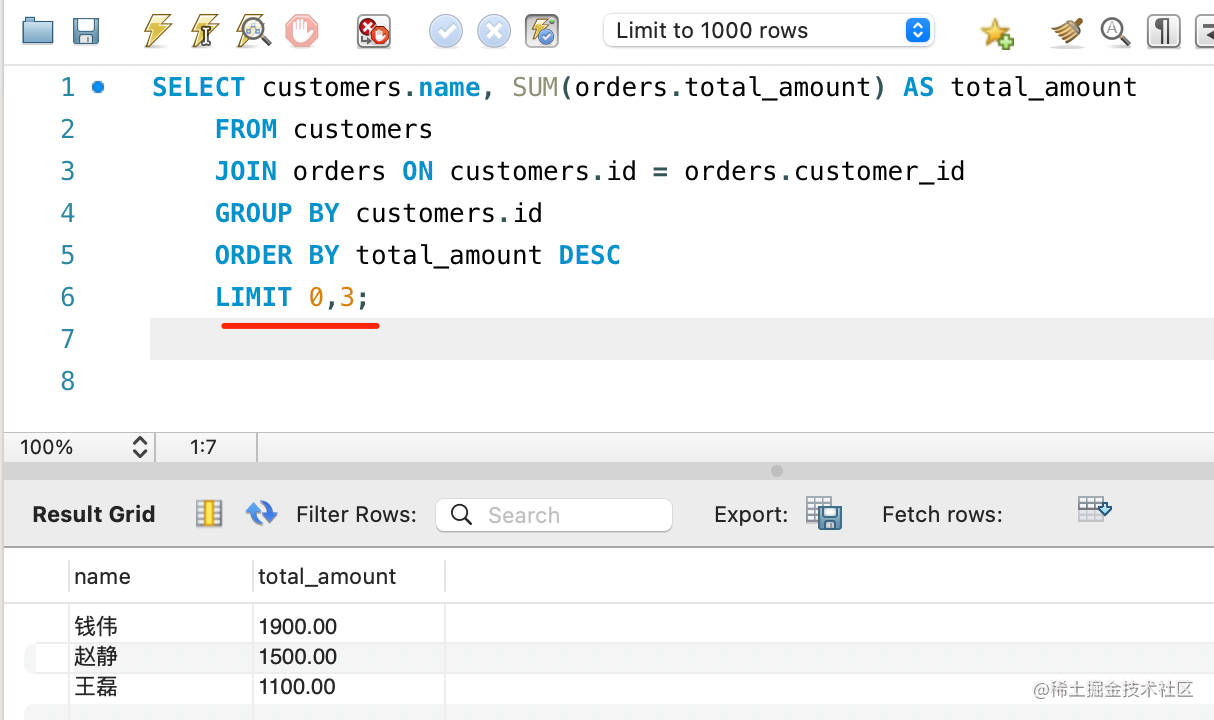 Limit to 1000 rows
1 SELECT customers.name, SUM(orders.total_amount) AS total_amount
2 FROM customers
3 JOIN orders ON customers.id = orders.customer_id
4 GROUP BY customers.id
5 ORDER BY total_amount DESC
6 LIMIT 0,3;
7
8
100% 1:7
Result Grid Filter Rows: Search Export: Fetch rows:
name total_amount
钱伟 1900.00
赵静 1500.00
王磊 1100.00
@稀土掘金技术社区